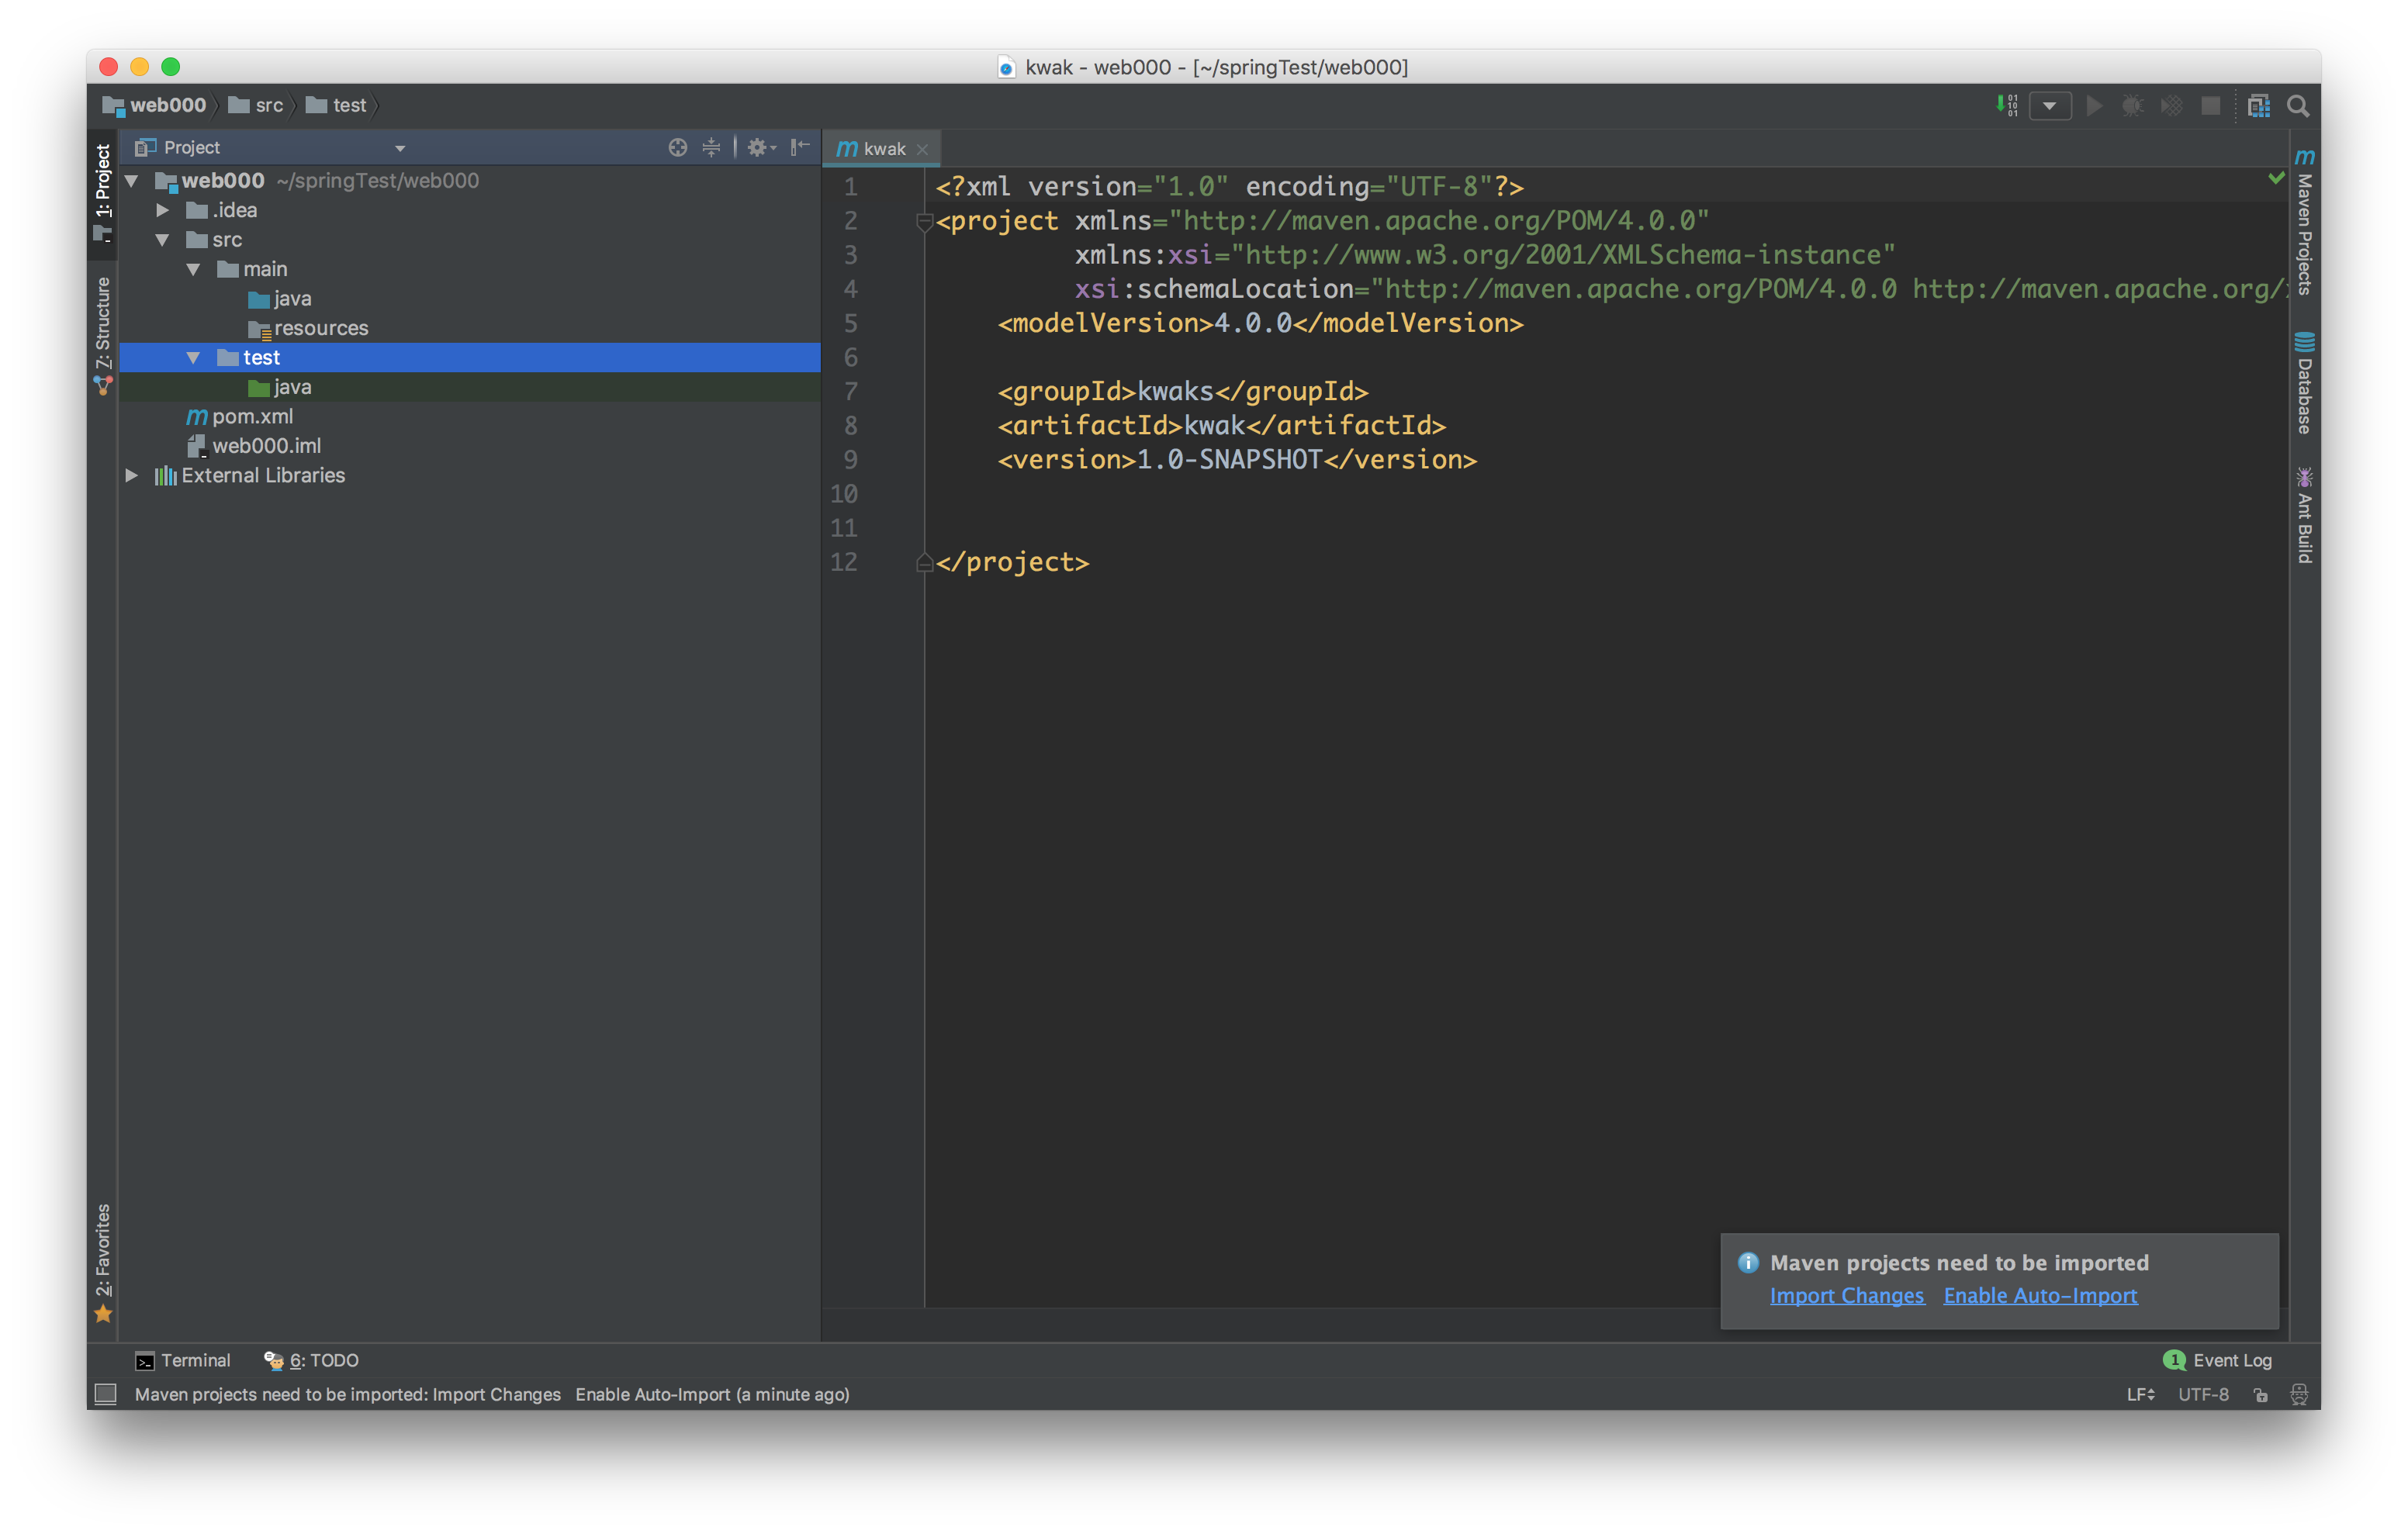 kwak - web000 - [~/springTest/web000]
web000 src test
01
10
01
1: Project
Z: Structure
2: Favorites
Project
web000 ~/springTest/web000
.idea
src
main
java
resources
test
java
pom.xml
web000.iml
External Libraries
m kwak
1 <?xml version="1.0" encoding="UTF-8"?>
2 <project xmlns="http://maven.apache.org/POM/4.0.0"
3 xmlns:xsi="http://www.w3.org/2001/XMLSchema-instance"
4 xsi:schemaLocation="http://maven.apache.org/POM/4.0.0 http://maven.apache.org/
5 <modelVersion>4.0.0</modelVersion>
6
7 <groupId>kwaks</groupId>
8 <artifactId>kwak</artifactId>
9 <version>1.0-SNAPSHOT</version>
10
11
12 </project>
m Maven Projects
Database
Ant Build
Maven projects need to be imported
Import Changes Enable Auto-Import
Terminal 6: TODO 1 Event Log
Maven projects need to be imported: Import Changes Enable Auto-Import (a minute ago) LF UTF-8